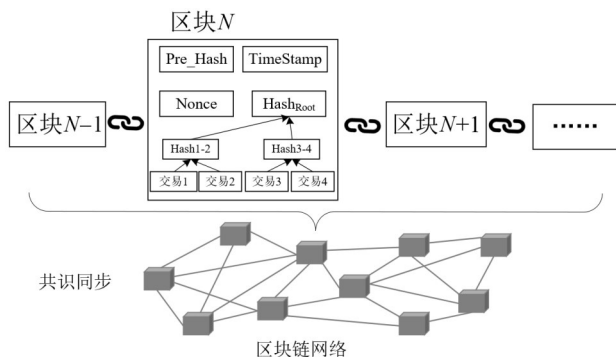 区块N
Pre_Hash
TimeStamp
Nonce
HashRoot
区块N–1
区块N+1
······
Hash1-2
Hash3-4
交易1
交易2
交易3
交易4
共识同步
区块链网络